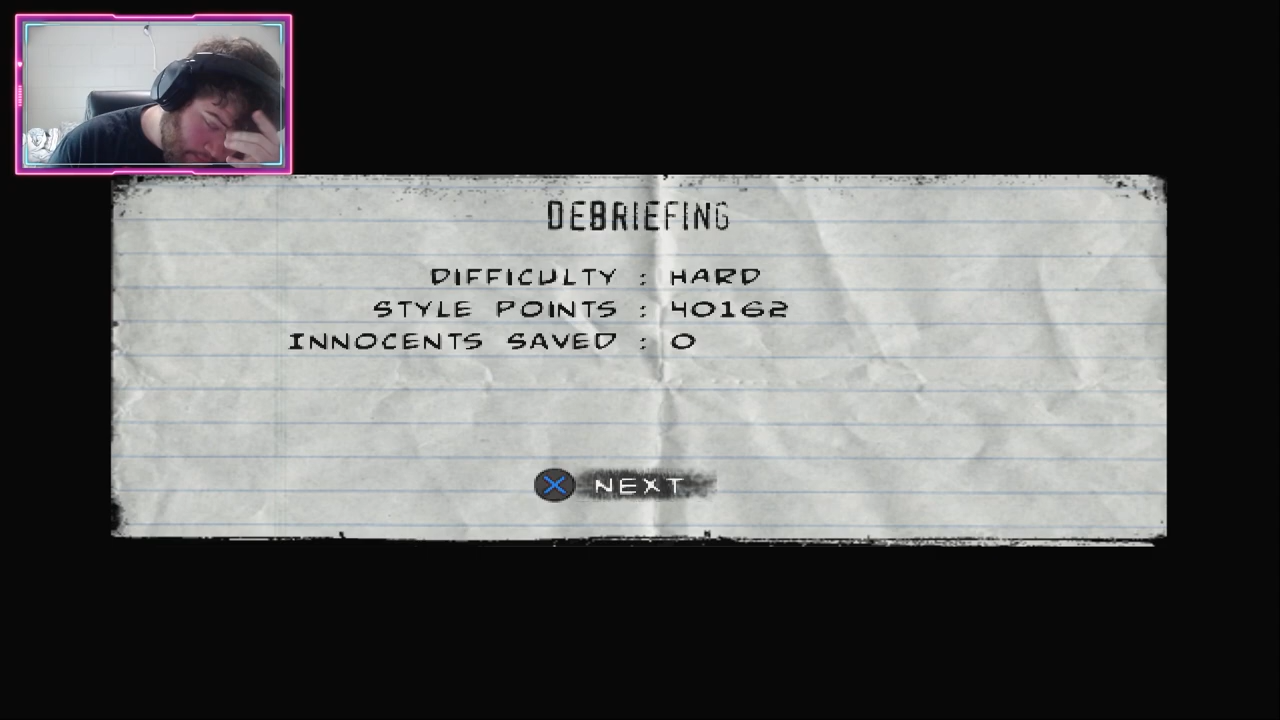 DEBRIEFING
DIFFICULTY : HARD
STYLE POINTS : 40162
INNOCENTS SAVED : 0
NEXT